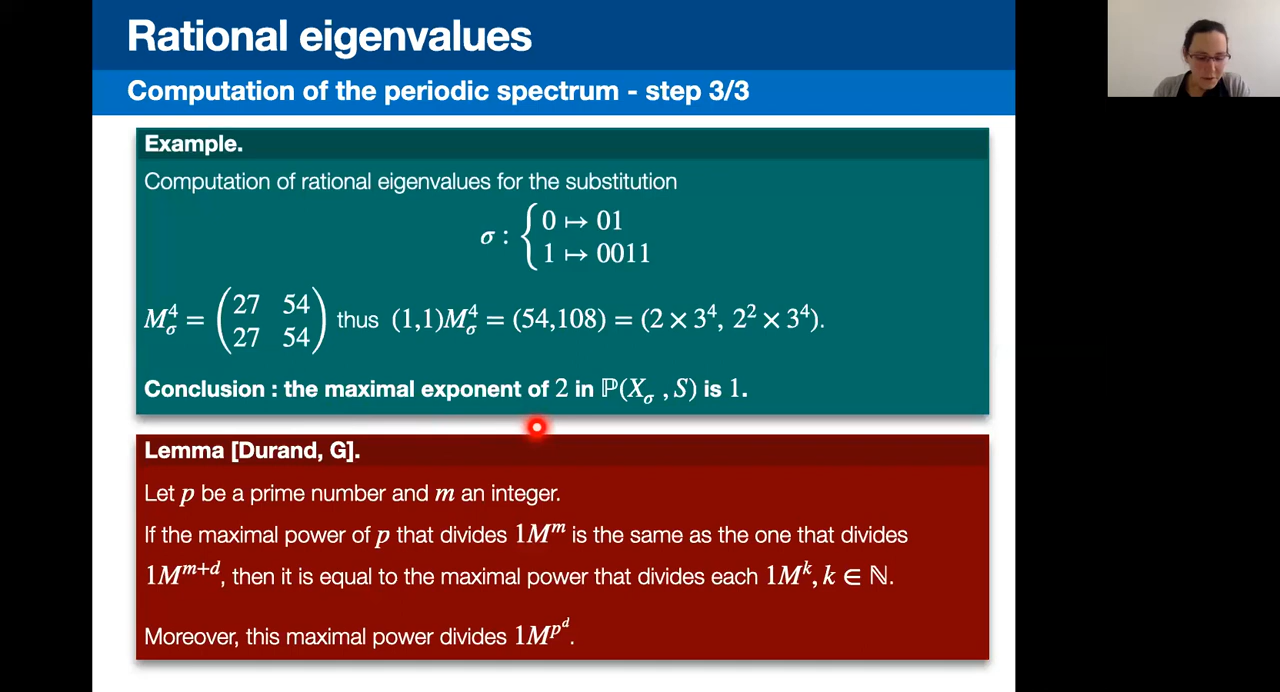 Rational eigenvalues
Computation of the periodic spectrum - step 3/3
Example.
Computation of rational eigenvalues for the substitution
σ : { 0 ↦ 01
1 ↦ 0011
M_σ^4 = (27 54
27 54) thus (1,1)M_σ^4 = (54,108) = (2 × 3^4, 2^2 × 3^4).
Conclusion : the maximal exponent of 2 in ℙ(X_σ , S) is 1.
Lemma [Durand, G].
Let p be a prime number and m an integer.
If the maximal power of p that divides 1M^m is the same as the one that divides
1M^{m+d}, then it is equal to the maximal power that divides each 1M^k, k ∈ ℕ.
Moreover, this maximal power divides 1M^{p^d}.